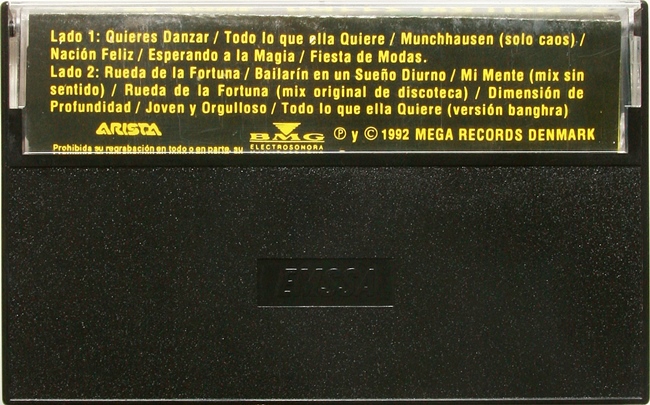 Lado 1: Quieres Danzar / Todo lo que ella Quiere / Munchhausen (solo caos) /
Nación Feliz / Esperando a la Magia / Fiesta de Modas.
Lado 2: Rueda de la Fortuna / Bailarín en un Sueño Diurno / Mi Mente (mix sin
sentido) / Rueda de la Fortuna (mix original de discoteca) / Dimensión de
Profundidad / Joven y Orgulloso / Todo lo que ella Quiere (versión banghra)
ARISTA
BMG
ELECTROSONORA
℗ y © 1992 MEGA RECORDS DENMARK
Prohibida su regrabación en todo o en parte, su